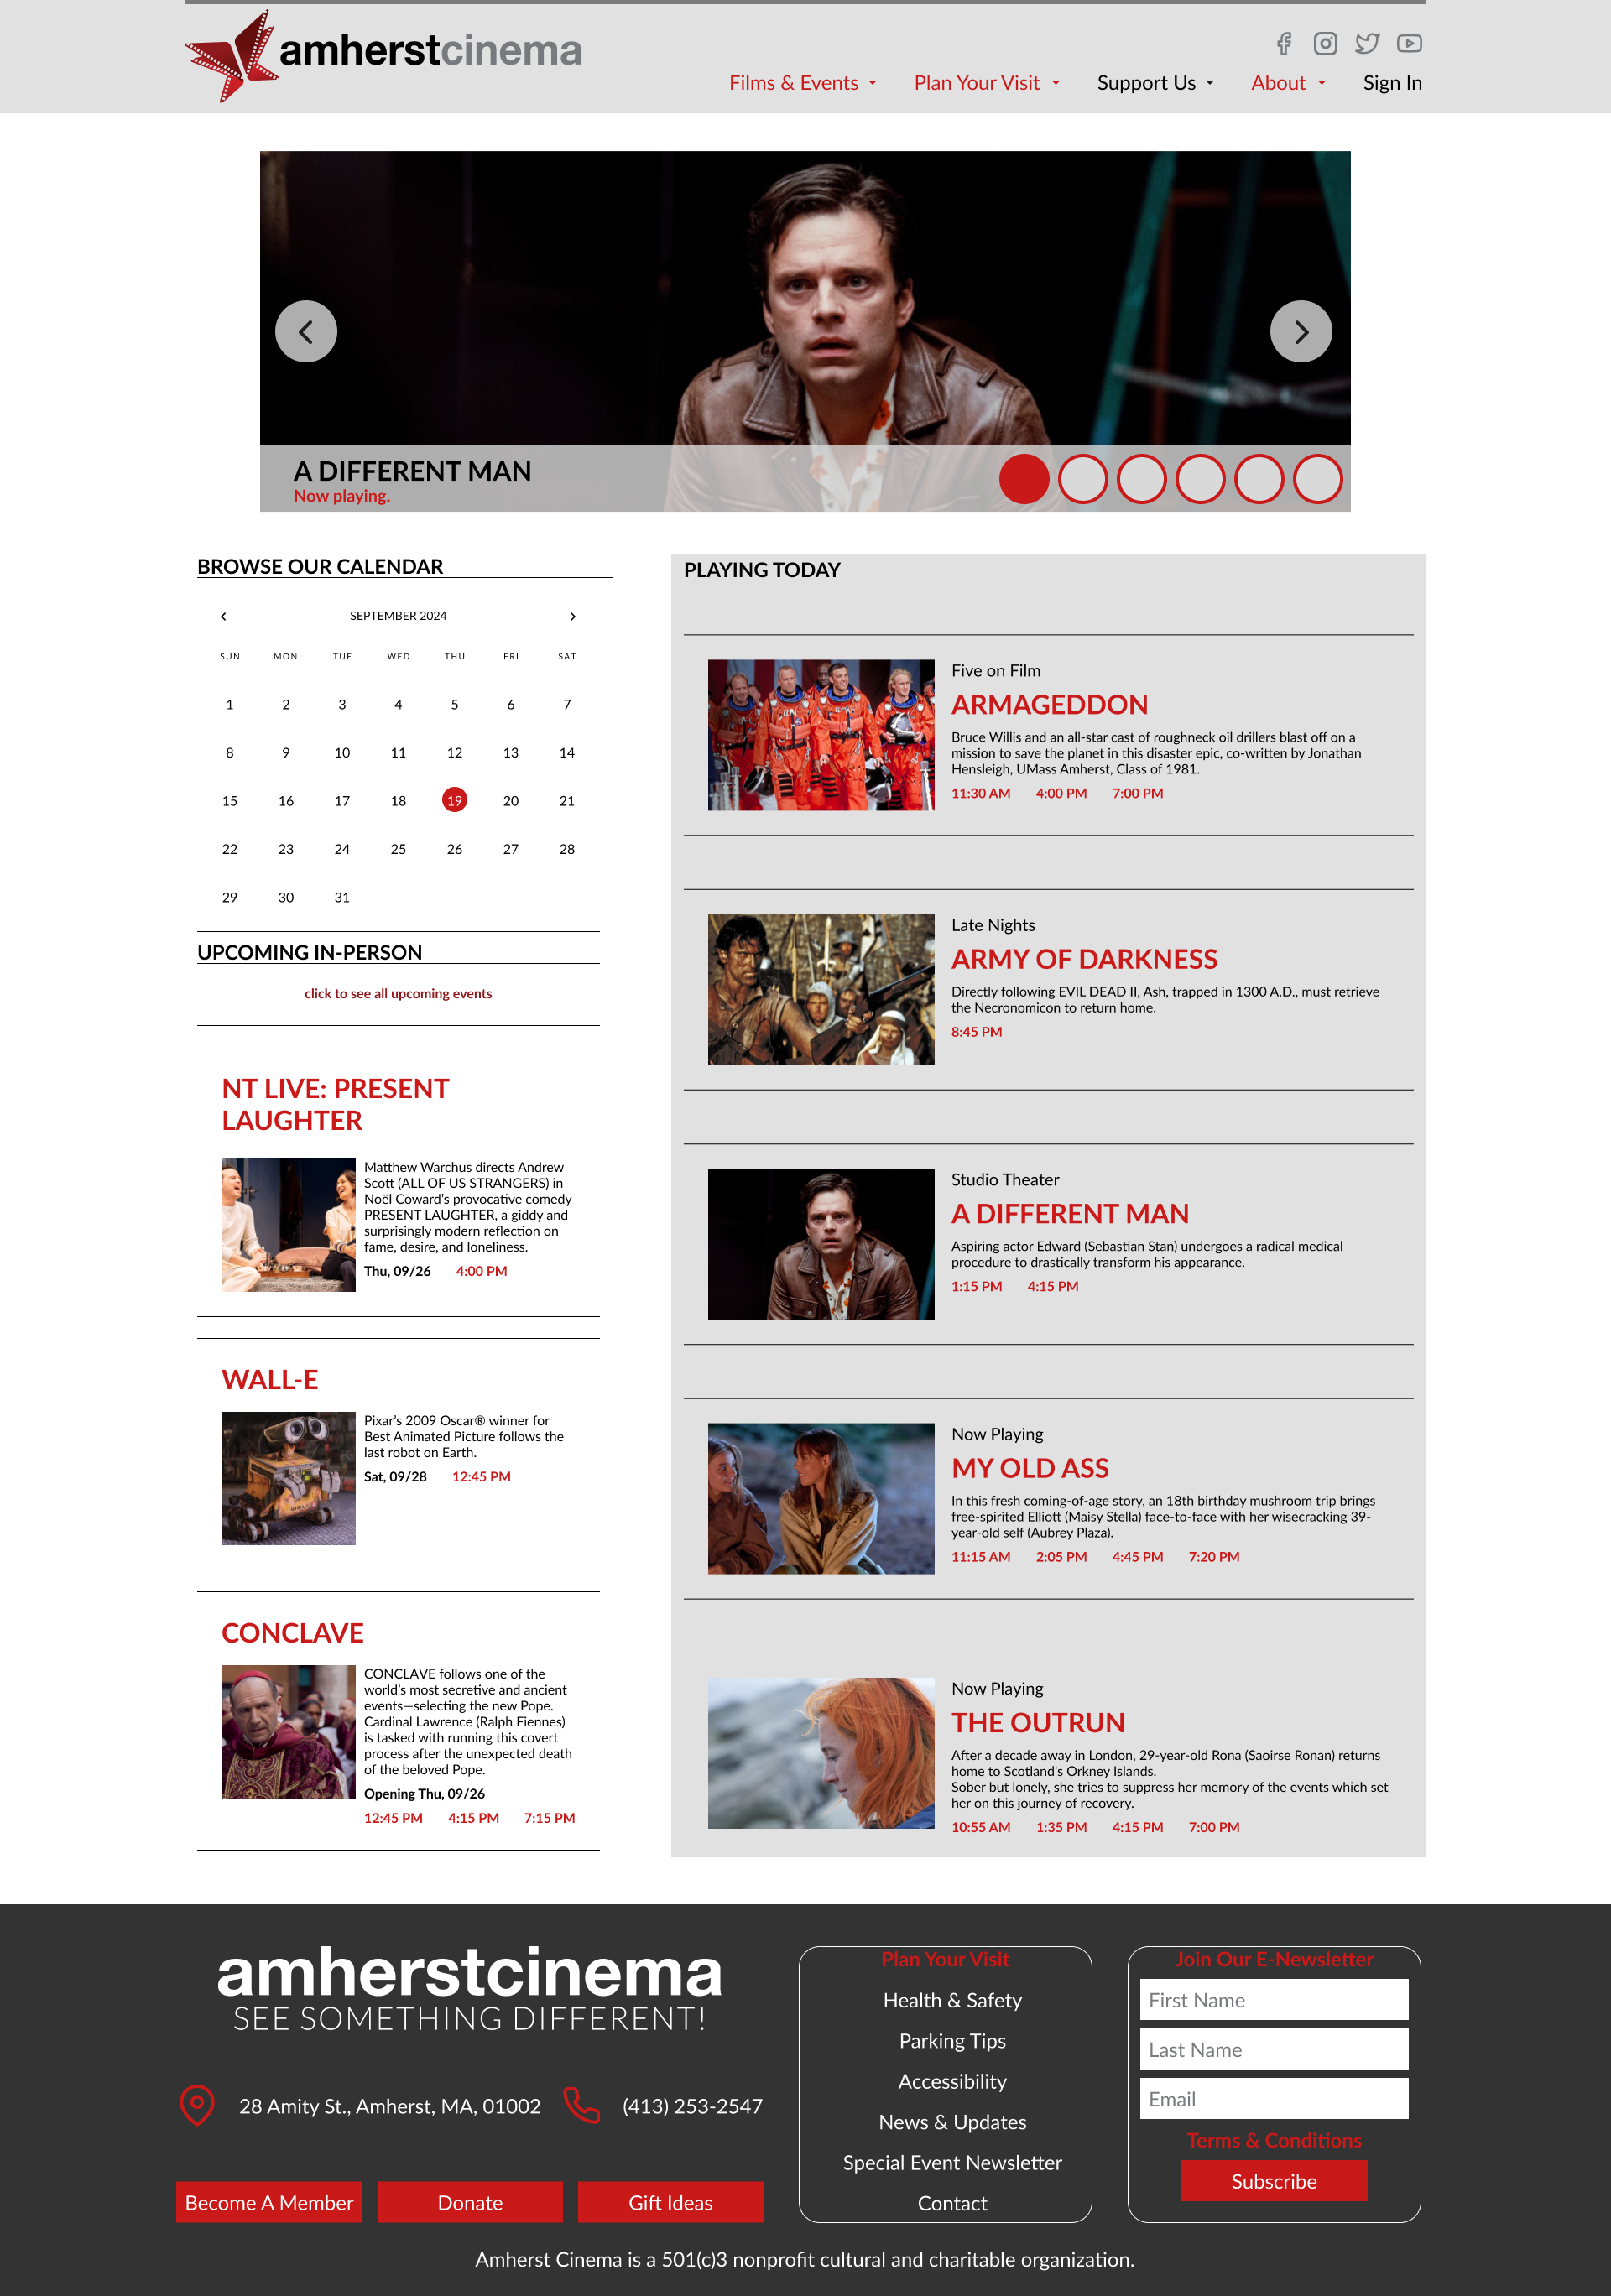 amherstcinema
Films & Events
Plan Your Visit
Support Us
About
Sign In
A DIFFERENT MAN
Now playing.
BROWSE OUR CALENDAR
SEPTEMBER 2024
SUN MON TUE WED THU FRI SAT
1 2 3 4 5 6 7
8 9 10 11 12 13 14
15 16 17 18 19 20 21
22 23 24 25 26 27 28
29 30 31
UPCOMING IN-PERSON
click to see all upcoming events
NT LIVE: PRESENT
LAUGHTER
Matthew Warchus directs Andrew
Scott (ALL OF US STRANGERS) in
Noël Coward's provocative comedy
PRESENT LAUGHTER, a giddy and
surprisingly modern reflection on
fame, desire, and loneliness.
Thu, 09/26 4:00 PM
WALL-E
Pixar's 2009 Oscar® winner for
Best Animated Picture follows the
last robot on Earth.
Sat, 09/28 12:45 PM
CONCLAVE
CONCLAVE follows one of the
world's most secretive and ancient
events—selecting the new Pope.
Cardinal Lawrence (Ralph Fiennes)
is tasked with running this covert
process after the unexpected death
of the beloved Pope.
Opening Thu, 09/26
12:45 PM 4:15 PM 7:15 PM
PLAYING TODAY
Five on Film
ARMAGEDDON
Bruce Willis and an all-star cast of roughneck oil drillers blast off on a
mission to save the planet in this disaster epic, co-written by Jonathan
Hensleigh, UMass Amherst, Class of 1981.
11:30 AM 4:00 PM 7:00 PM
Late Nights
ARMY OF DARKNESS
Directly following EVIL DEAD II, Ash, trapped in 1300 A.D., must retrieve
the Necronomicon to return home.
8:45 PM
Studio Theater
A DIFFERENT MAN
Aspiring actor Edward (Sebastian Stan) undergoes a radical medical
procedure to drastically transform his appearance.
1:15 PM 4:15 PM
Now Playing
MY OLD ASS
In this fresh coming-of-age story, an 18th birthday mushroom trip brings
free-spirited Elliott (Maisy Stella) face-to-face with her wisecracking 39-
year-old self (Aubrey Plaza).
11:15 AM 2:05 PM 4:45 PM 7:20 PM
Now Playing
THE OUTRUN
After a decade away in London, 29-year-old Rona (Saoirse Ronan) returns
home to Scotland's Orkney Islands.
Sober but lonely, she tries to suppress her memory of the events which set
her on this journey of recovery.
10:55 AM 1:35 PM 4:15 PM 7:00 PM
amherstcinema
SEE SOMETHING DIFFERENT!
28 Amity St., Amherst, MA, 01002
(413) 253-2547
Become A Member
Donate
Gift Ideas
Plan Your Visit
Health & Safety
Parking Tips
Accessibility
News & Updates
Special Event Newsletter
Contact
Join Our E-Newsletter
First Name
Last Name
Email
Terms & Conditions
Subscribe
Amherst Cinema is a 501(c)3 nonprofit cultural and charitable organization.